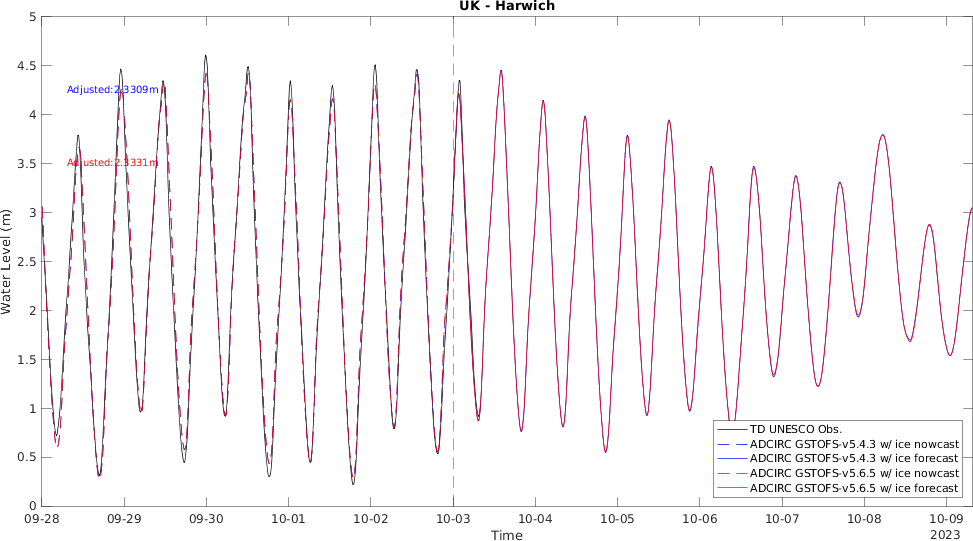 UK - Harwich
5
4.5
4
3.5
3
2.5
2
1.5
1
0.5
0
Water Level (m)
Adjusted:2.3309m
Adjusted:2.3331m
TD UNESCO Obs.
ADCIRC GSTOFS-v5.4.3 w/ ice nowcast
ADCIRC GSTOFS-v5.4.3 w/ ice forecast
ADCIRC GSTOFS-v5.6.5 w/ ice nowcast
ADCIRC GSTOFS-v5.6.5 w/ ice forecast
09-28 09-29 09-30 10-01 10-02 10-03 10-04 10-05 10-06 10-07 10-08 10-09
2023
Time